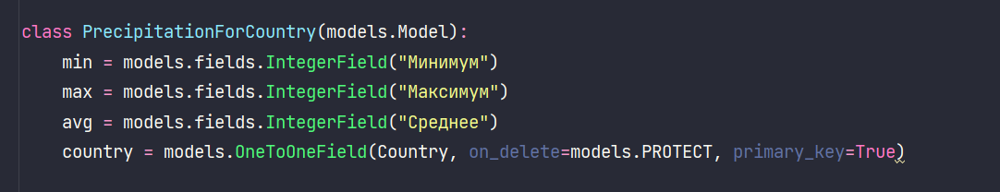 class PrecipitationForCountry(models.Model):
    min = models.fields.IntegerField("Минимум")
    max = models.fields.IntegerField("Максимум")
    avg = models.fields.IntegerField("Среднее")
    country = models.OneToOneField(Country, on_delete=models.PROTECT, primary_key=True)